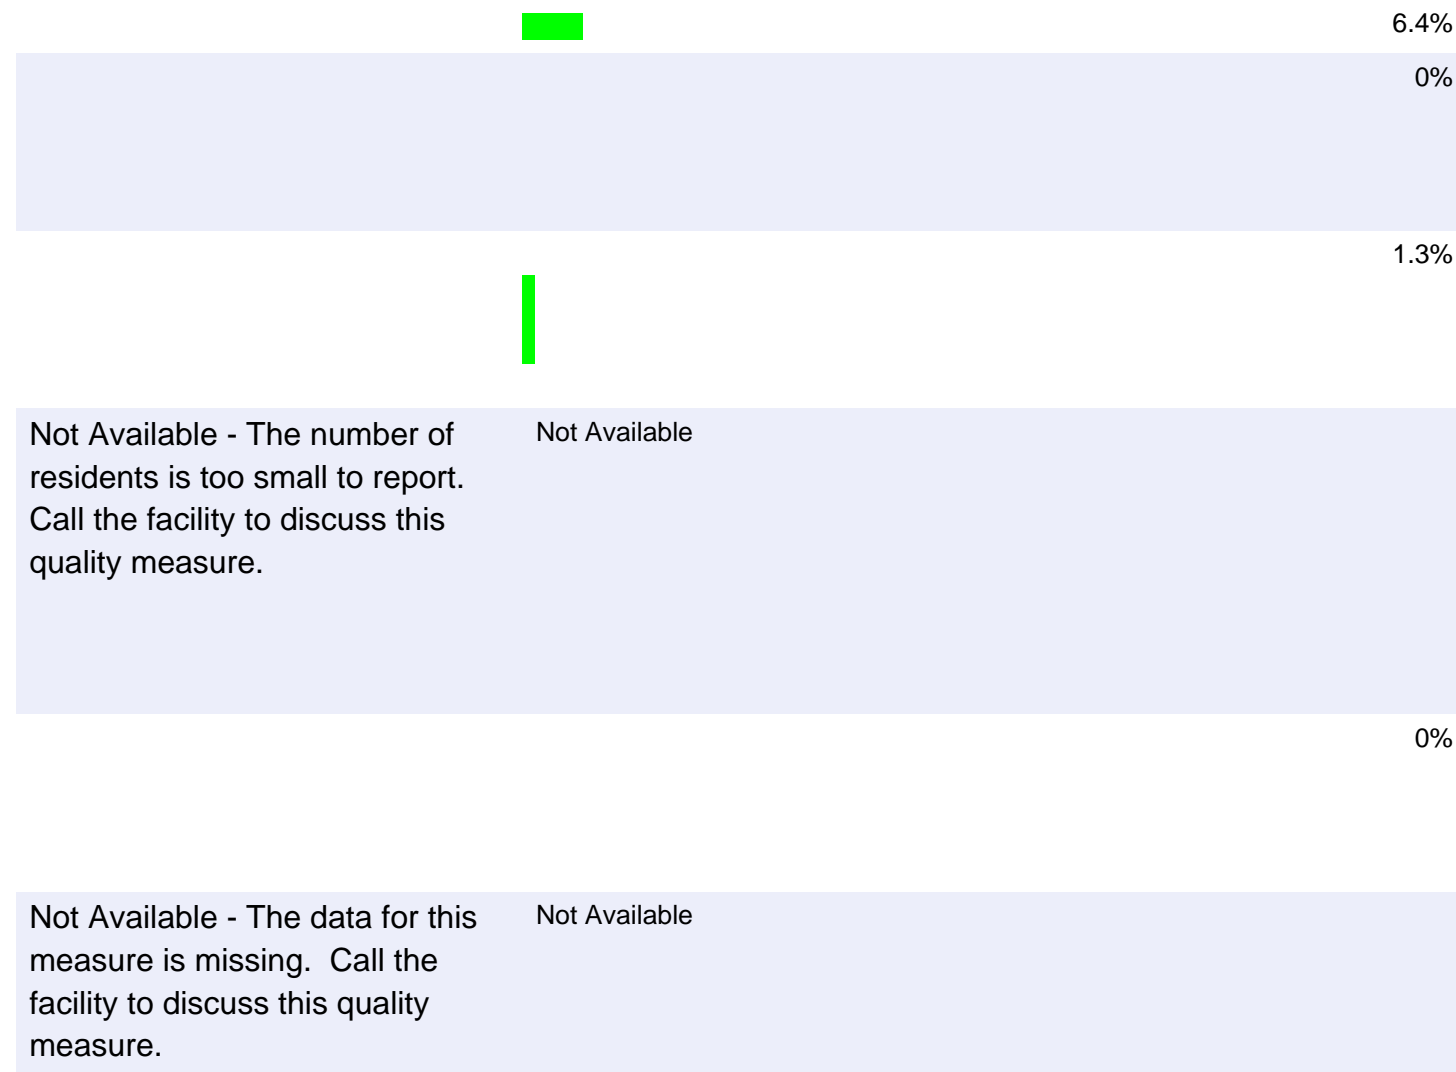 6.4%
0%
1.3%
Not Available - The number of
residents is too small to report.
Call the facility to discuss this
quality measure.
Not Available
0%
Not Available - The data for this
measure is missing.  Call the
facility to discuss this quality
measure.
Not Available